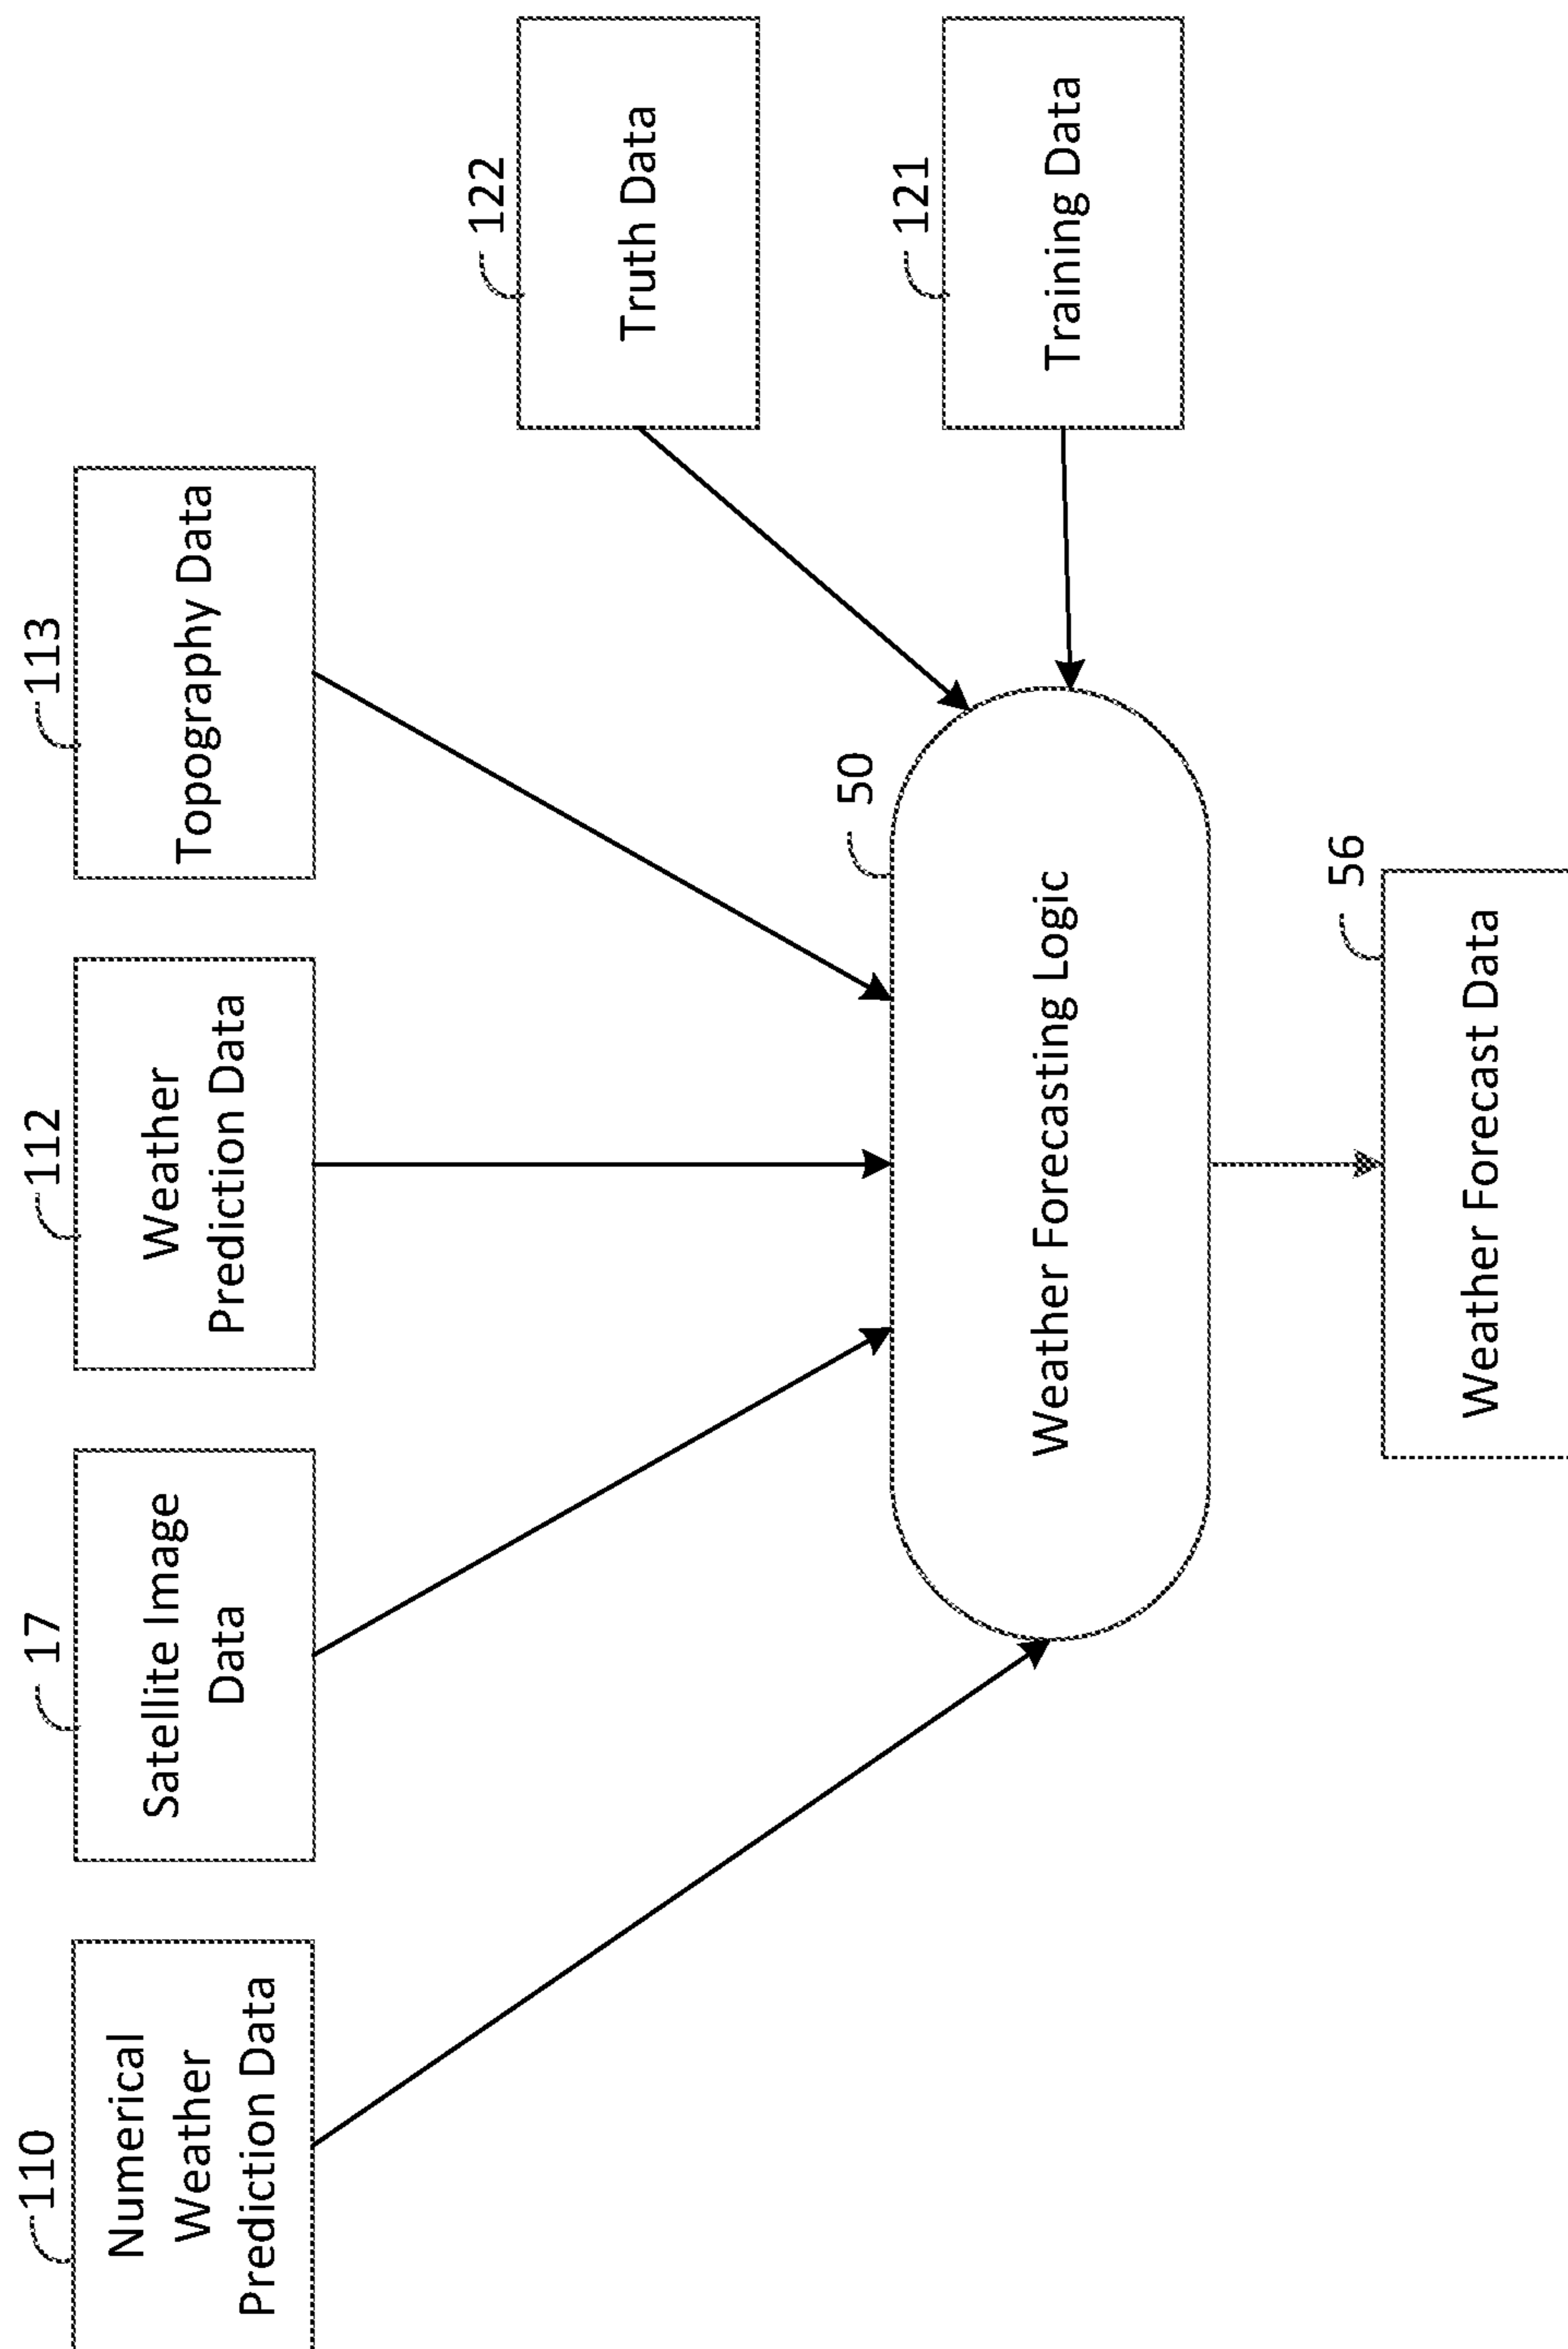 110
Numerical
Weather
Prediction Data
17
Satellite Image
Data
112
Weather
Prediction Data
113
Topography Data
122
Truth Data
121
Training Data
50
Weather Forecasting Logic
56
Weather Forecast Data